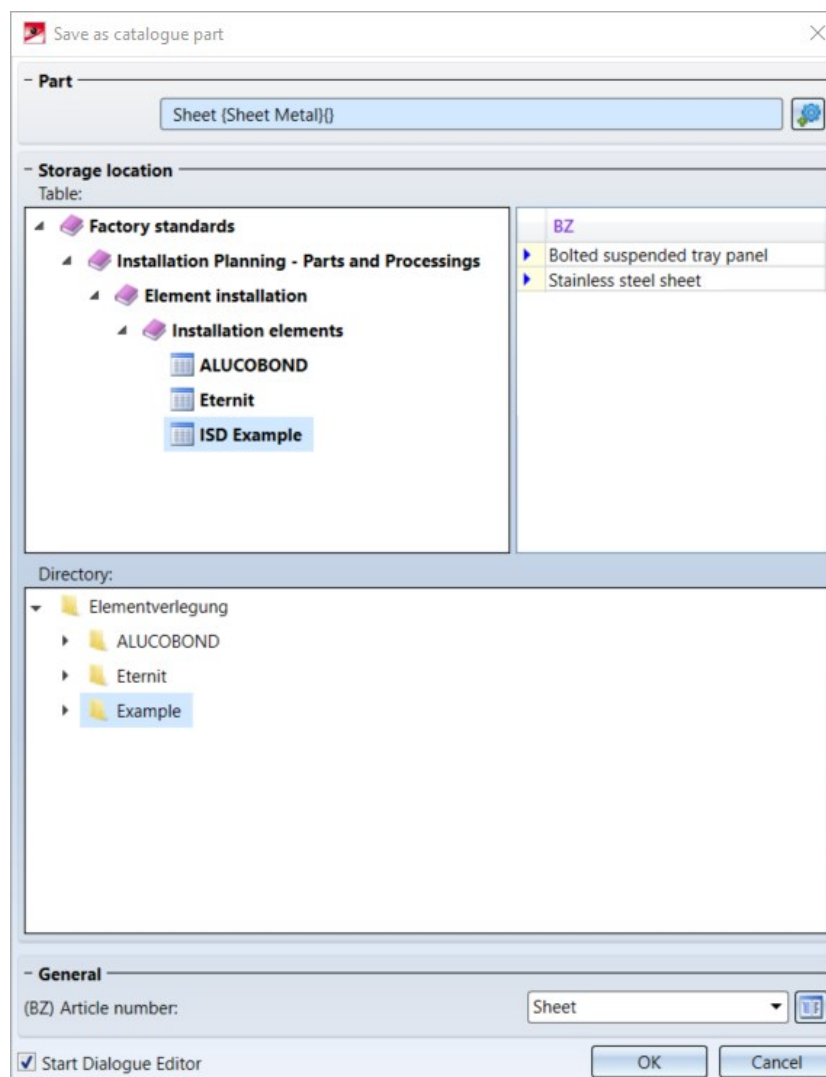 Save as catalogue part
Part
Sheet {Sheet Metal}{}
Storage location
Table:
Factory standards
Installation Planning - Parts and Processings
Element installation
Installation elements
ALUCOBOND
Eternit
ISD Example
BZ
Bolted suspended tray panel
Stainless steel sheet
Directory:
Elementverlegung
ALUCOBOND
Eternit
Example
General
(BZ) Article number:
Sheet
Start Dialogue Editor
OK
Cancel